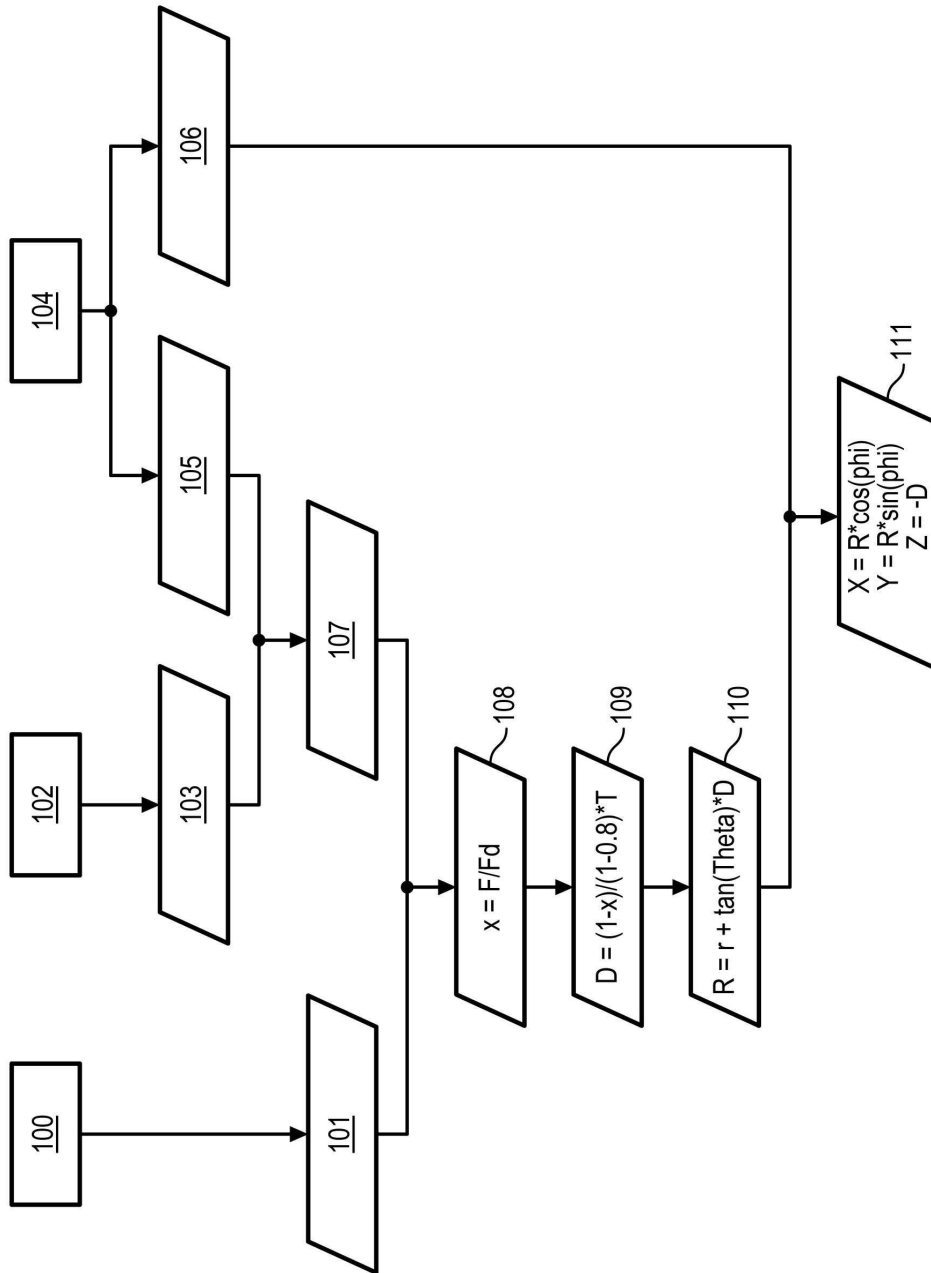 100
102
104
103
105
106
101
107
x = F/Fd
108
D = (1-x)/(1-0.8)*T
109
R = r + tan(Theta)*D
110
X = R*cos(phi)
Y = R*sin(phi)
Z = -D
111